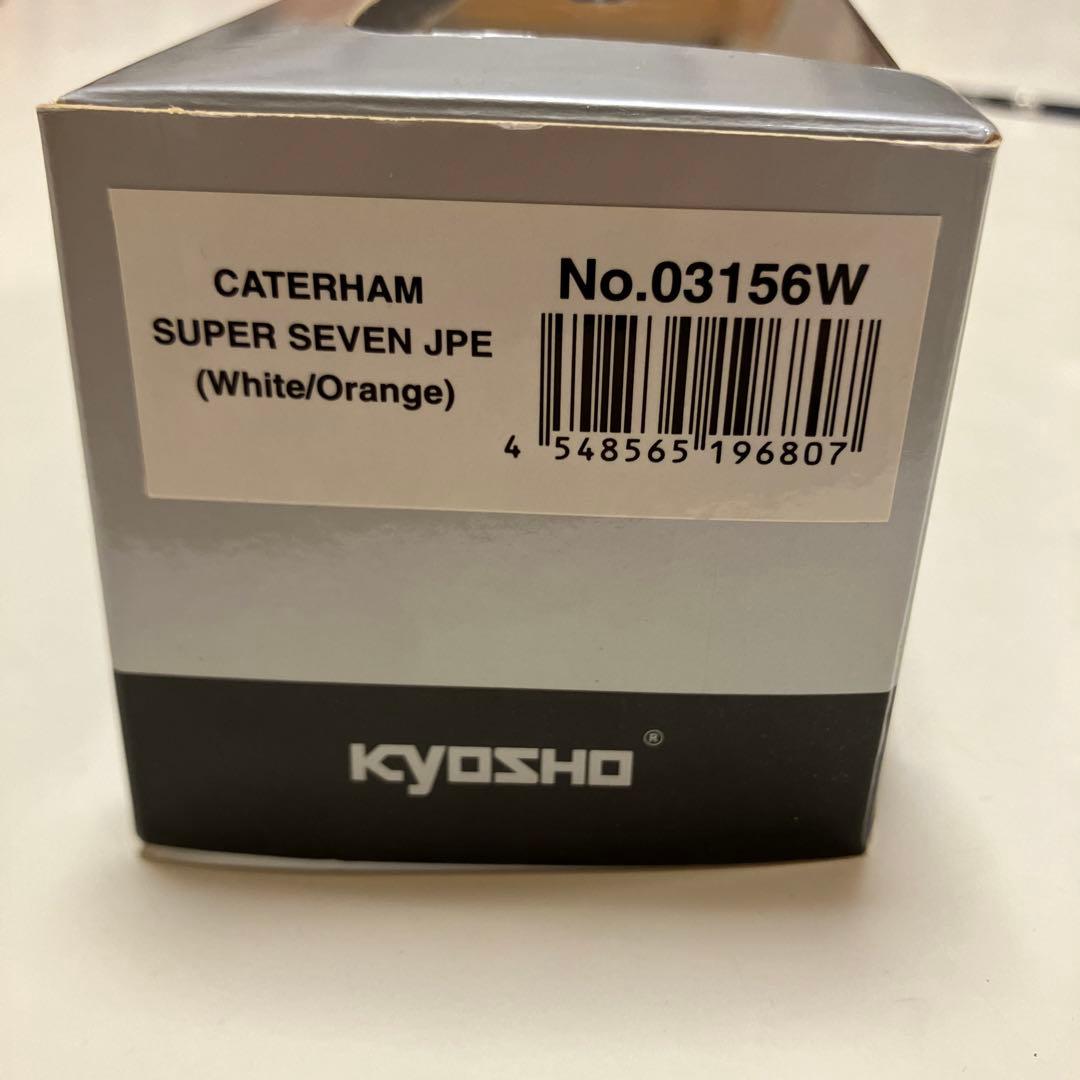 CATERHAM
SUPER SEVEN JPE
(White/Orange)
No.03156W
4 548565 196807
KYOSHO ®